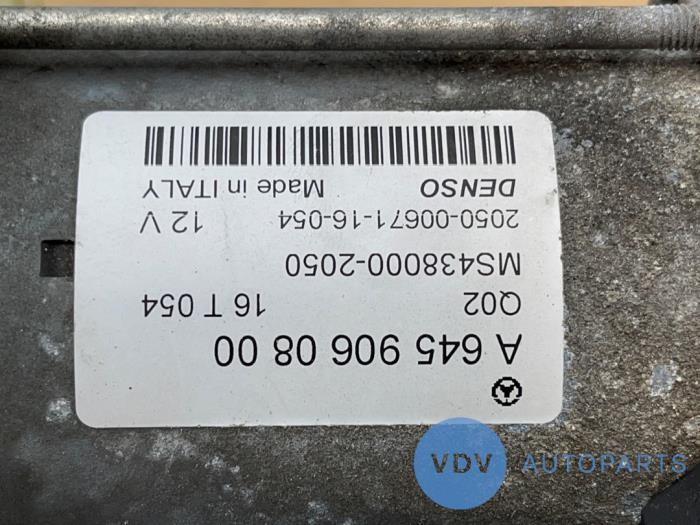 A 645 906 08 00
Q02 16 T 054
MS438000-2050
2050-00671-16-054 12 V
DENSO Made in ITALY
VDV AUTOPARTS